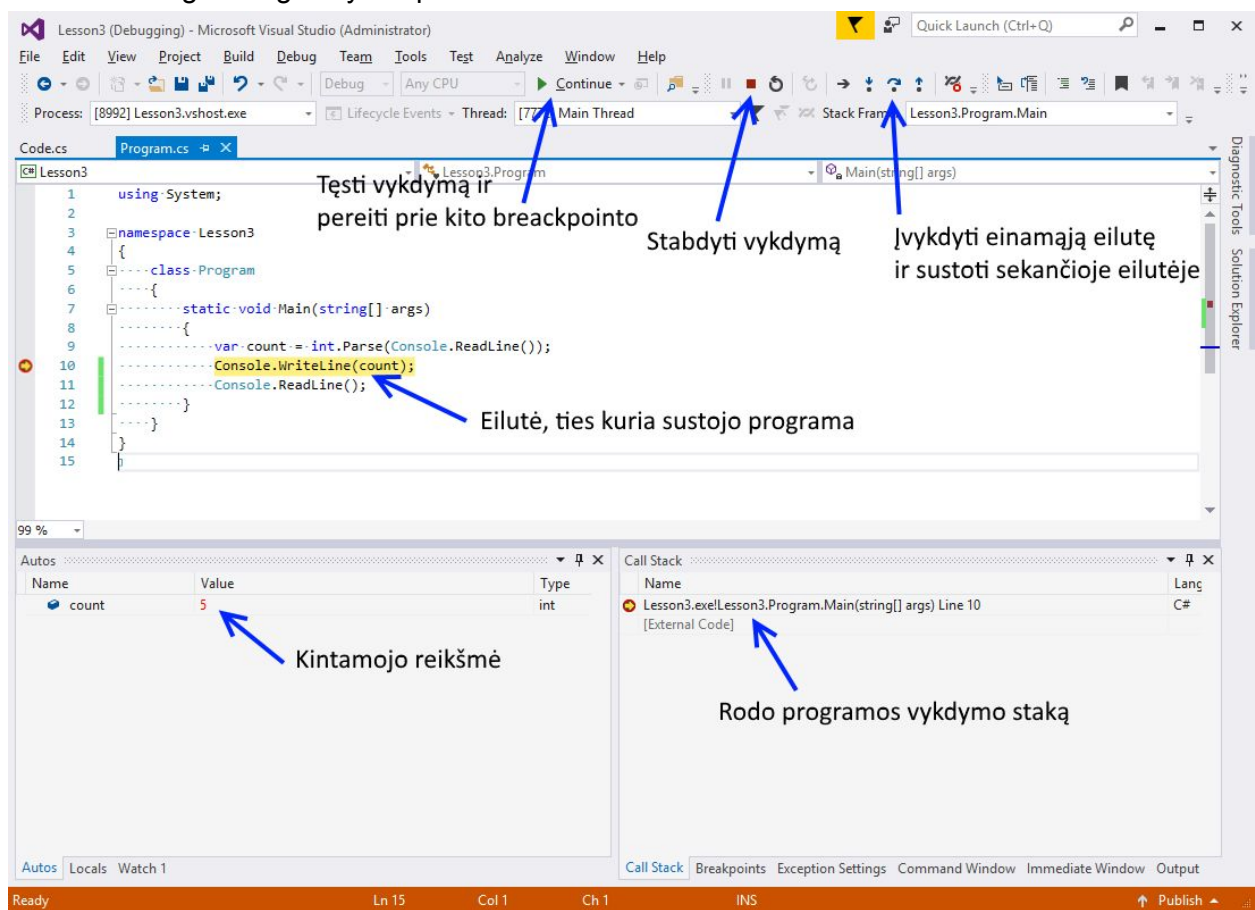 Lesson3 (Debugging) - Microsoft Visual Studio (Administrator)
Quick Launch (Ctrl+Q)
File Edit View Project Build Debug Team Tools Test Analyze Window Help
Debug Any CPU Continue
Process: [8992] Lesson3.vshost.exe Lifecycle Events Thread: Main Thread Stack Fram Lesson3.Program.Main
Code.cs Program.cs
C# Lesson3 Lesson3.Program Main(string[] args)
Tęsti vykdymą ir
pereiti prie kito breackpointo
Stabdyti vykdymą
Įvykdyti einamąją eilutę
ir sustoti sekančioje eilutėje
1 using System;
2
3 namespace Lesson3
4 {
5 class Program
6 {
7 static void Main(string[] args)
8 {
9 var count = int.Parse(Console.ReadLine());
10 Console.WriteLine(count);
11 Console.ReadLine();
12 }
13 }
14 }
15
Eilutė, ties kuria sustojo programa
Diagnostic Tools
Solution Explorer
99 %
Autos
Name Value Type
count 5 int
Kintamojo reikšmė
Autos Locals Watch 1
Call Stack
Name Lang
Lesson3.exe!Lesson3.Program.Main(string[] args) Line 10 C#
[External Code]
Rodo programos vykdymo staką
Call Stack Breakpoints Exception Settings Command Window Immediate Window Output
Ready Ln 15 Col 1 Ch 1 INS Publish